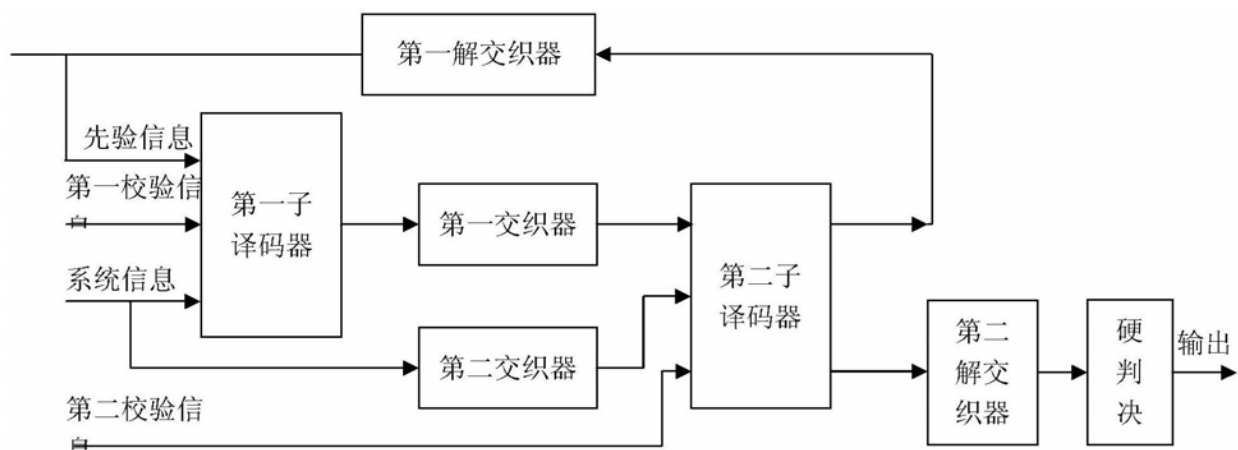 第一解交织器
先验信息
第一校验信
第一子
译码器
第一交织器
系统信息
第二交织器
第二子
译码器
第二校验信
第二
解交
织器
硬
判
决
输出